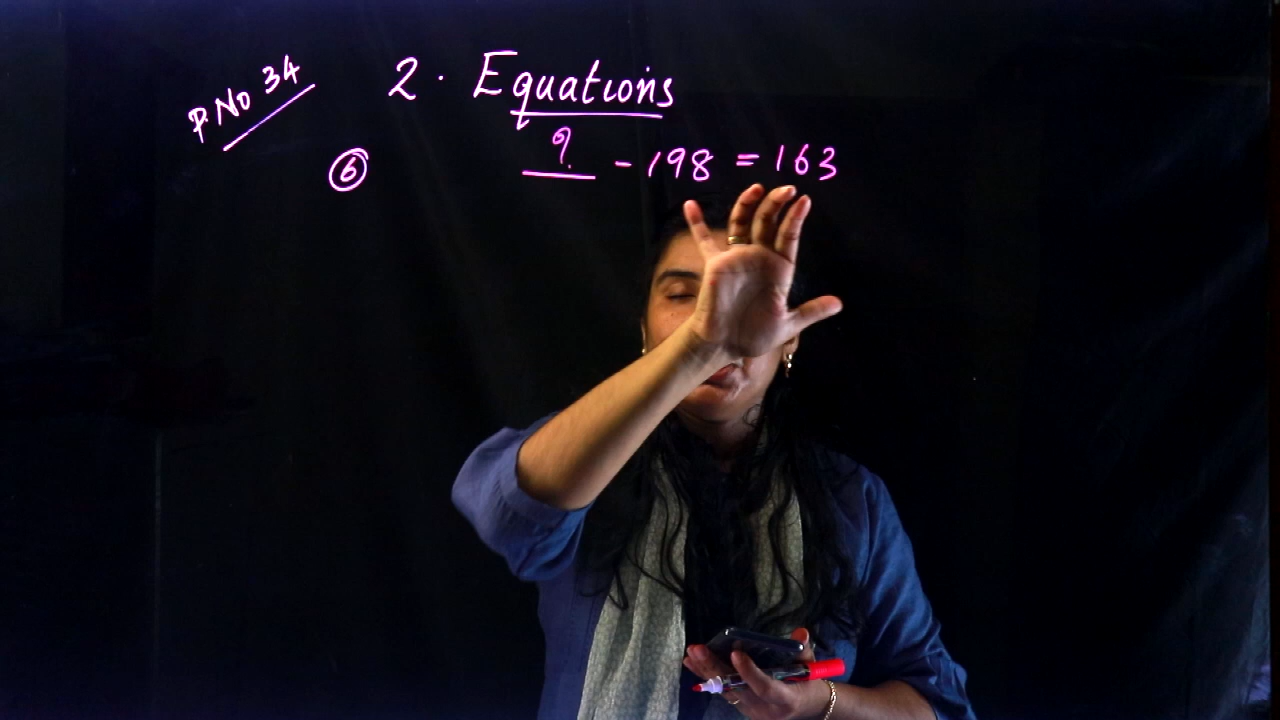 P.No 34
2. Equations
⑥ ? - 198 = 163